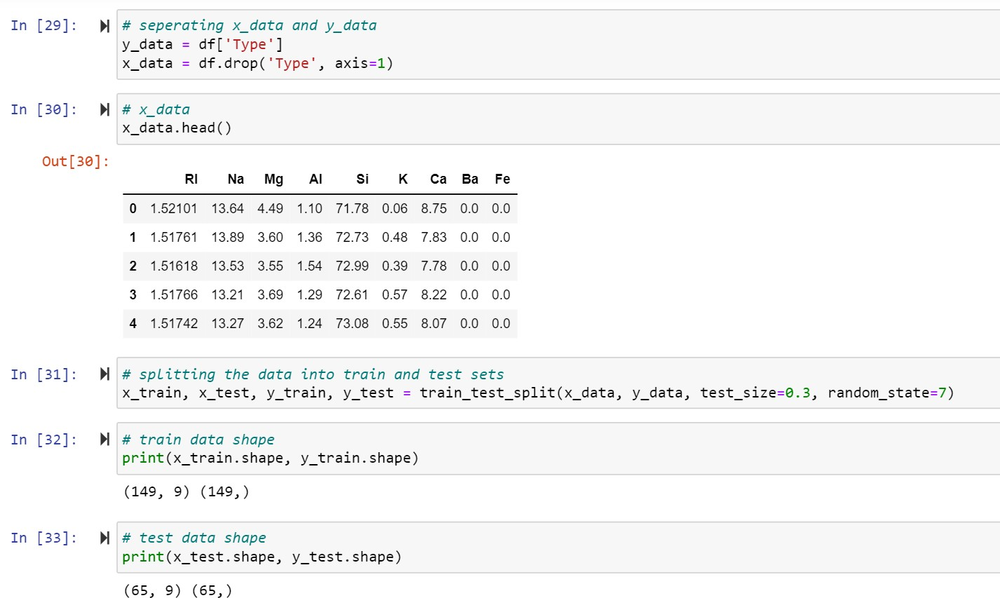 In [29]:
# seperating x_data and y_data
y_data = df['Type']
x_data = df.drop('Type', axis=1)
In [30]:
# x_data
x_data.head()
Out[30]:
RI Na Mg Al Si K Ca Ba Fe
0 1.52101 13.64 4.49 1.10 71.78 0.06 8.75 0.0 0.0
1 1.51761 13.89 3.60 1.36 72.73 0.48 7.83 0.0 0.0
2 1.51618 13.53 3.55 1.54 72.99 0.39 7.78 0.0 0.0
3 1.51766 13.21 3.69 1.29 72.61 0.57 8.22 0.0 0.0
4 1.51742 13.27 3.62 1.24 73.08 0.55 8.07 0.0 0.0
In [31]:
# splitting the data into train and test sets
x_train, x_test, y_train, y_test = train_test_split(x_data, y_data, test_size=0.3, random_state=7)
In [32]:
# train data shape
print(x_train.shape, y_train.shape)
(149, 9) (149,)
In [33]:
# test data shape
print(x_test.shape, y_test.shape)
(65, 9) (65,)